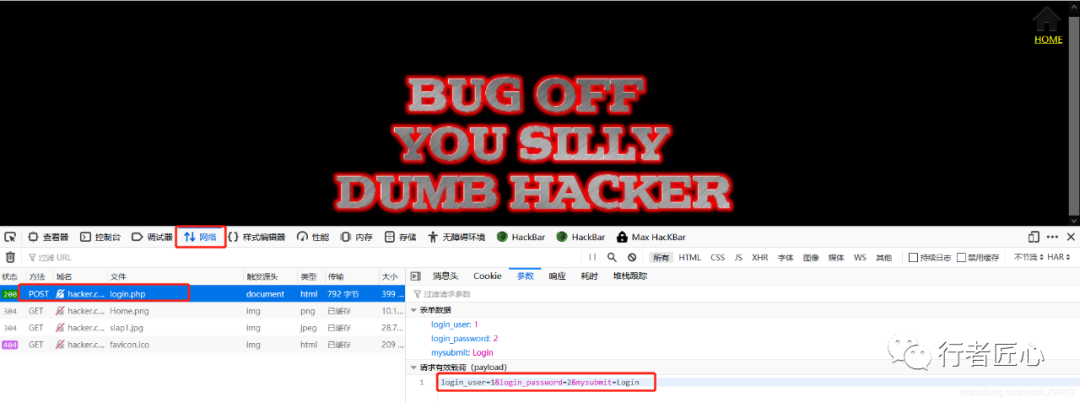 HOME
BUG OFF
YOU SILLY
DUMB HACKER
查看器 控制台 调试器 网络 样式编辑器 性能 内存 存储 无障碍环境 HackBar HackBar Max HacKBar
过滤 URL 所有 HTML CSS JS XHR 字体 图像 媒体 WS 其他 持续日志 禁用缓存 不节流 HAR
状态 方法 域名 文件 触发源头 类型 传输 大小
消息头 Cookie 参数 响应 耗时 堆栈跟踪
200 POST hacker.c... login.php document html 792 字节 399 ...
304 GET hacker.c... Home.png img png 已缓存 10.1...
304 GET hacker.c... slap1.jpg img jpeg 已缓存 28.7...
404 GET hacker.c... favicon.ico img html 已缓存 209 ...
过滤请求参数
表单数据
login_user: 1
login_password: 2
mysubmit: Login
请求有效载荷（payload）
1 login_user=1&login_password=2&mysubmit=Login
行者匠心